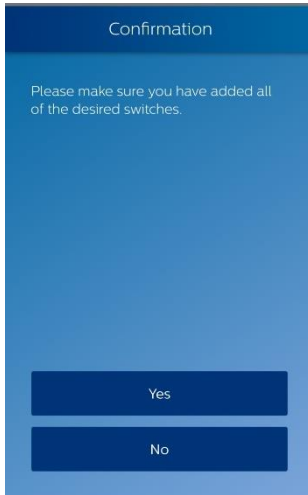 Confirmation
Please make sure you have added all
of the desired switches.
Yes
No